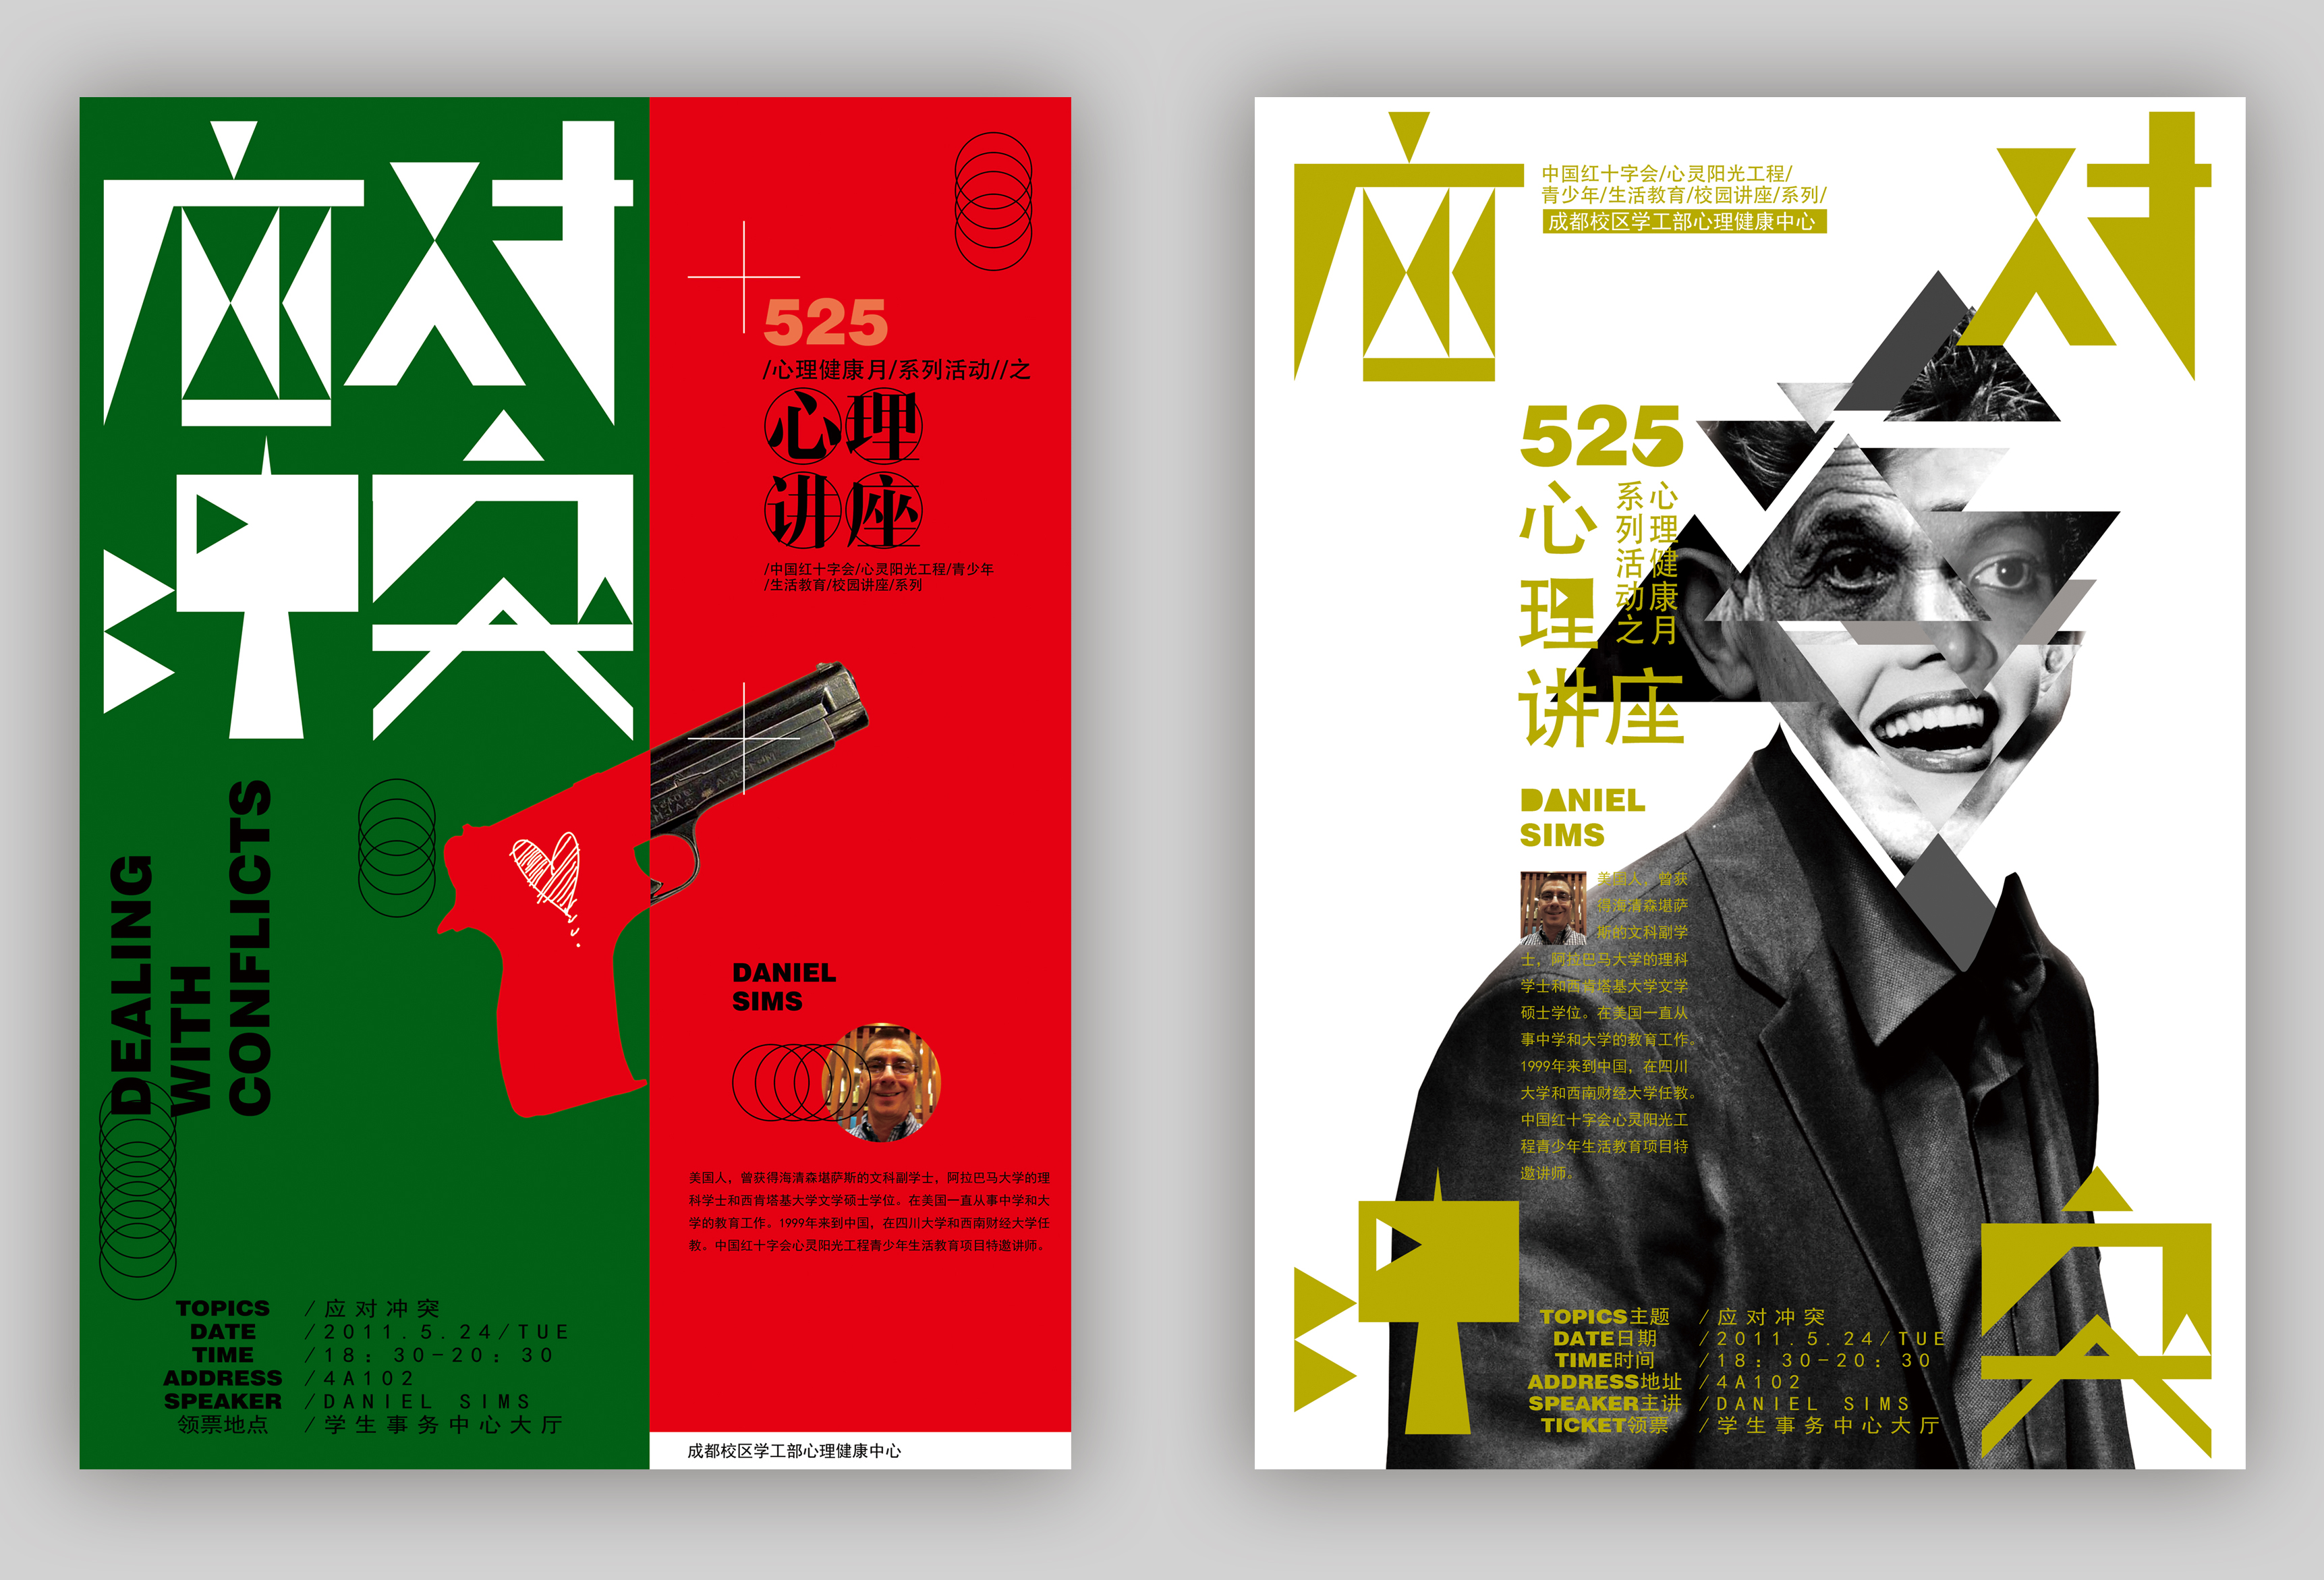 应对
冲突
525
/心理健康月/系列活动//之
心理
讲座
/中国红十字会/心灵阳光工程/青少年
/生活教育/校园讲座/系列
DEALING
WITH
CONFLICTS
DANIEL
SIMS
美国人，曾获得海清森堪萨斯的文科副学士，阿拉巴马大学的理
科学士和西肯塔基大学文学硕士学位。在美国一直从事中学和大
学的教育工作。1999年来到中国，在四川大学和西南财经大学任
教。中国红十字会心灵阳光工程青少年生活教育项目特邀讲师。
TOPICS /应对冲突
DATE /2011.5.24/TUE
TIME /18：30-20：30
ADDRESS /4A102
SPEAKER /DANIEL SIMS
领票地点 /学生事务中心大厅
成都校区学工部心理健康中心
应对
中国红十字会/心灵阳光工程/
青少年/生活教育/校园讲座/系列/
成都校区学工部心理健康中心
525
心理
讲座
心理健康月
系列活动之
DANIEL
SIMS
美国人，曾获
得海清森堪萨
斯的文科副学
士，阿拉巴马大学的理科
学士和西肯塔基大学文学
硕士学位。在美国一直从
事中学和大学的教育工作。
1999年来到中国，在四川
大学和西南财经大学任教。
中国红十字会心灵阳光工
程青少年生活教育项目特
邀讲师。
冲突
TOPICS主题 /应对冲突
DATE日期 /2011.5.24/TUE
TIME时间 /18：30-20：30
ADDRESS地址 /4A102
SPEAKER主讲 /DANIEL SIMS
TICKET领票 /学生事务中心大厅